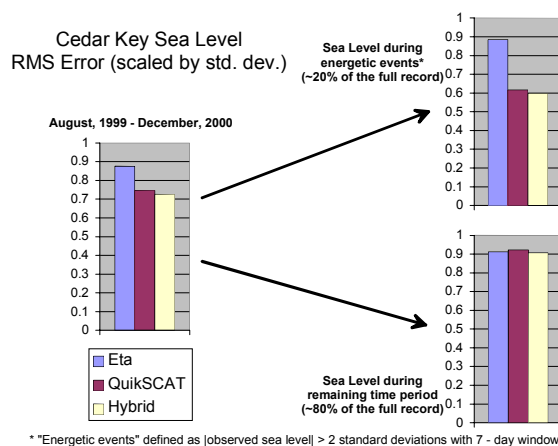 Cedar Key Sea Level
RMS Error (scaled by std. dev.)
August, 1999 - December, 2000
1
0.9
0.8
0.7
0.6
0.5
0.4
0.3
0.2
0.1
0
Eta
QuikSCAT
Hybrid
Sea Level during
energetic events*
(~20% of the full record)
1
0.9
0.8
0.7
0.6
0.5
0.4
0.3
0.2
0.1
0
Sea Level during
remaining time period
(~80% of the full record)
1
0.9
0.8
0.7
0.6
0.5
0.4
0.3
0.2
0.1
0
* "Energetic events" defined as |observed sea level| > 2 standard deviations with 7 - day window